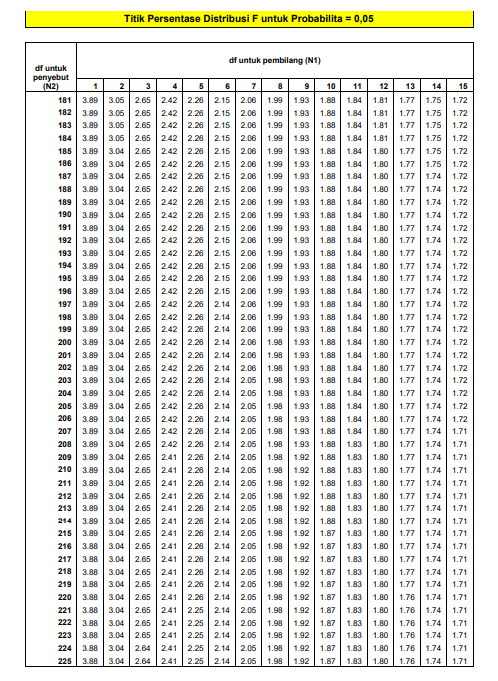 Titik Persentase Distribusi F untuk Probabilita = 0,05
df untuk penyebut (N2)
df untuk pembilang (N1)
1 2 3 4 5 6 7 8 9 10 11 12 13 14 15
181 3.89 3.05 2.65 2.42 2.26 2.15 2.06 1.99 1.93 1.88 1.84 1.81 1.77 1.75 1.72
182 3.89 3.05 2.65 2.42 2.26 2.15 2.06 1.99 1.93 1.88 1.84 1.81 1.77 1.75 1.72
183 3.89 3.05 2.65 2.42 2.26 2.15 2.06 1.99 1.93 1.88 1.84 1.81 1.77 1.75 1.72
184 3.89 3.05 2.65 2.42 2.26 2.15 2.06 1.99 1.93 1.88 1.84 1.81 1.77 1.75 1.72
185 3.89 3.04 2.65 2.42 2.26 2.15 2.06 1.99 1.93 1.88 1.84 1.80 1.77 1.75 1.72
186 3.89 3.04 2.65 2.42 2.26 2.15 2.06 1.99 1.93 1.88 1.84 1.80 1.77 1.75 1.72
187 3.89 3.04 2.65 2.42 2.26 2.15 2.06 1.99 1.93 1.88 1.84 1.80 1.77 1.74 1.72
188 3.89 3.04 2.65 2.42 2.26 2.15 2.06 1.99 1.93 1.88 1.84 1.80 1.77 1.74 1.72
189 3.89 3.04 2.65 2.42 2.26 2.15 2.06 1.99 1.93 1.88 1.84 1.80 1.77 1.74 1.72
190 3.89 3.04 2.65 2.42 2.26 2.15 2.06 1.99 1.93 1.88 1.84 1.80 1.77 1.74 1.72
191 3.89 3.04 2.65 2.42 2.26 2.15 2.06 1.99 1.93 1.88 1.84 1.80 1.77 1.74 1.72
192 3.89 3.04 2.65 2.42 2.26 2.15 2.06 1.99 1.93 1.88 1.84 1.80 1.77 1.74 1.72
193 3.89 3.04 2.65 2.42 2.26 2.15 2.06 1.99 1.93 1.88 1.84 1.80 1.77 1.74 1.72
194 3.89 3.04 2.65 2.42 2.26 2.15 2.06 1.99 1.93 1.88 1.84 1.80 1.77 1.74 1.72
195 3.89 3.04 2.65 2.42 2.26 2.15 2.06 1.99 1.93 1.88 1.84 1.80 1.77 1.74 1.72
196 3.89 3.04 2.65 2.42 2.26 2.15 2.06 1.99 1.93 1.88 1.84 1.80 1.77 1.74 1.72
197 3.89 3.04 2.65 2.42 2.26 2.14 2.06 1.99 1.93 1.88 1.84 1.80 1.77 1.74 1.72
198 3.89 3.04 2.65 2.42 2.26 2.14 2.06 1.99 1.93 1.88 1.84 1.80 1.77 1.74 1.72
199 3.89 3.04 2.65 2.42 2.26 2.14 2.06 1.99 1.93 1.88 1.84 1.80 1.77 1.74 1.72
200 3.89 3.04 2.65 2.42 2.26 2.14 2.06 1.98 1.93 1.88 1.84 1.80 1.77 1.74 1.72
201 3.89 3.04 2.65 2.42 2.26 2.14 2.06 1.98 1.93 1.88 1.84 1.80 1.77 1.74 1.72
202 3.89 3.04 2.65 2.42 2.26 2.14 2.06 1.98 1.93 1.88 1.84 1.80 1.77 1.74 1.72
203 3.89 3.04 2.65 2.42 2.26 2.14 2.05 1.98 1.93 1.88 1.84 1.80 1.77 1.74 1.72
204 3.89 3.04 2.65 2.42 2.26 2.14 2.05 1.98 1.93 1.88 1.84 1.80 1.77 1.74 1.72
205 3.89 3.04 2.65 2.42 2.26 2.14 2.05 1.98 1.93 1.88 1.84 1.80 1.77 1.74 1.72
206 3.89 3.04 2.65 2.42 2.26 2.14 2.05 1.98 1.93 1.88 1.84 1.80 1.77 1.74 1.72
207 3.89 3.04 2.65 2.42 2.26 2.14 2.05 1.98 1.93 1.88 1.84 1.80 1.77 1.74 1.71
208 3.89 3.04 2.65 2.42 2.26 2.14 2.05 1.98 1.93 1.88 1.83 1.80 1.77 1.74 1.71
209 3.89 3.04 2.65 2.41 2.26 2.14 2.05 1.98 1.92 1.88 1.83 1.80 1.77 1.74 1.71
210 3.89 3.04 2.65 2.41 2.26 2.14 2.05 1.98 1.92 1.88 1.83 1.80 1.77 1.74 1.71
211 3.89 3.04 2.65 2.41 2.26 2.14 2.05 1.98 1.92 1.88 1.83 1.80 1.77 1.74 1.71
212 3.89 3.04 2.65 2.41 2.26 2.14 2.05 1.98 1.92 1.88 1.83 1.80 1.77 1.74 1.71
213 3.89 3.04 2.65 2.41 2.26 2.14 2.05 1.98 1.92 1.88 1.83 1.80 1.77 1.74 1.71
214 3.89 3.04 2.65 2.41 2.26 2.14 2.05 1.98 1.92 1.88 1.83 1.80 1.77 1.74 1.71
215 3.89 3.04 2.65 2.41 2.26 2.14 2.05 1.98 1.92 1.87 1.83 1.80 1.77 1.74 1.71
216 3.88 3.04 2.65 2.41 2.26 2.14 2.05 1.98 1.92 1.87 1.83 1.80 1.77 1.74 1.71
217 3.88 3.04 2.65 2.41 2.26 2.14 2.05 1.98 1.92 1.87 1.83 1.80 1.77 1.74 1.71
218 3.88 3.04 2.65 2.41 2.26 2.14 2.05 1.98 1.92 1.87 1.83 1.80 1.77 1.74 1.71
219 3.88 3.04 2.65 2.41 2.26 2.14 2.05 1.98 1.92 1.87 1.83 1.80 1.77 1.74 1.71
220 3.88 3.04 2.65 2.41 2.26 2.14 2.05 1.98 1.92 1.87 1.83 1.80 1.76 1.74 1.71
221 3.88 3.04 2.65 2.41 2.25 2.14 2.05 1.98 1.92 1.87 1.83 1.80 1.76 1.74 1.71
222 3.88 3.04 2.65 2.41 2.25 2.14 2.05 1.98 1.92 1.87 1.83 1.80 1.76 1.74 1.71
223 3.88 3.04 2.65 2.41 2.25 2.14 2.05 1.98 1.92 1.87 1.83 1.80 1.76 1.74 1.71
224 3.88 3.04 2.64 2.41 2.25 2.14 2.05 1.98 1.92 1.87 1.83 1.80 1.76 1.74 1.71
225 3.88 3.04 2.64 2.41 2.25 2.14 2.05 1.98 1.92 1.87 1.83 1.80 1.76 1.74 1.71